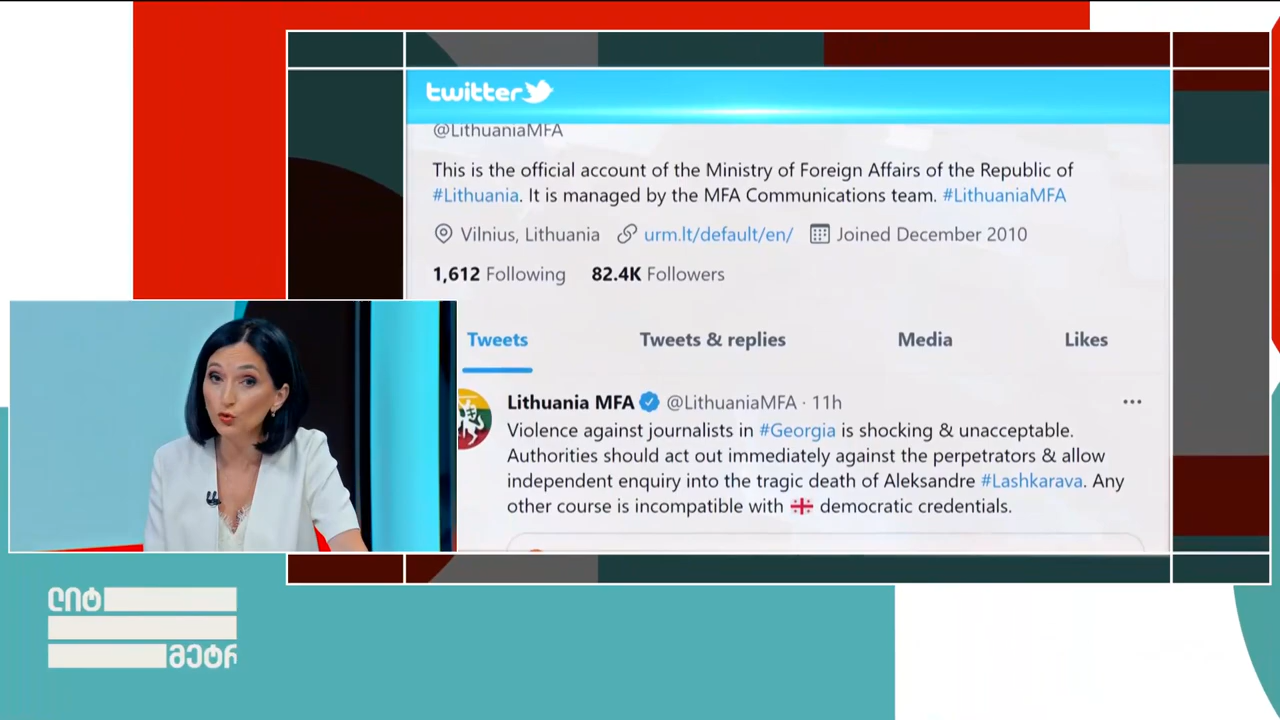 twitter
@LithuaniaMFA
This is the official account of the Ministry of Foreign Affairs of the Republic of
#Lithuania. It is managed by the MFA Communications team. #LithuaniaMFA
Vilnius, Lithuania urm.lt/default/en/ Joined December 2010
1,612 Following 82.4K Followers
Tweets Tweets & replies Media Likes
Lithuania MFA @LithuaniaMFA · 11h
Violence against journalists in #Georgia is shocking & unacceptable.
Authorities should act out immediately against the perpetrators & allow
independent enquiry into the tragic death of Aleksandre #Lashkarava. Any
other course is incompatible with 🇬🇪 democratic credentials.
ლიტ
მეტრ